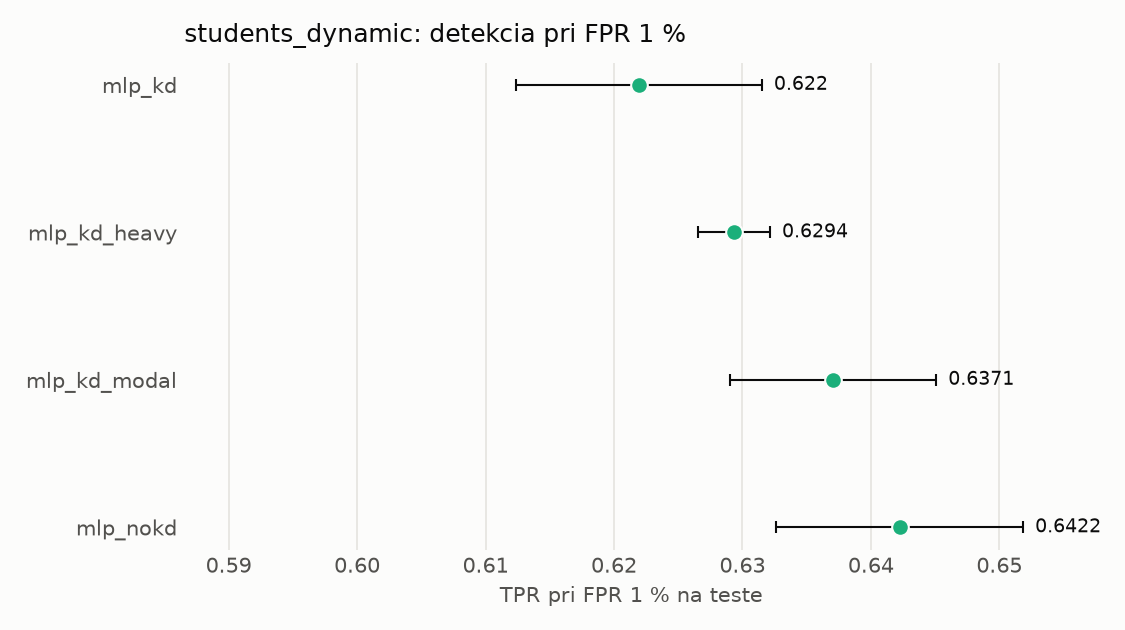 students_dynamic: detekcia pri FPR 1 %
mlp_kd
0.622
mlp_kd_heavy
0.6294
mlp_kd_modal
0.6371
mlp_nokd
0.6422
0.59 0.60 0.61 0.62 0.63 0.64 0.65
TPR pri FPR 1 % na teste